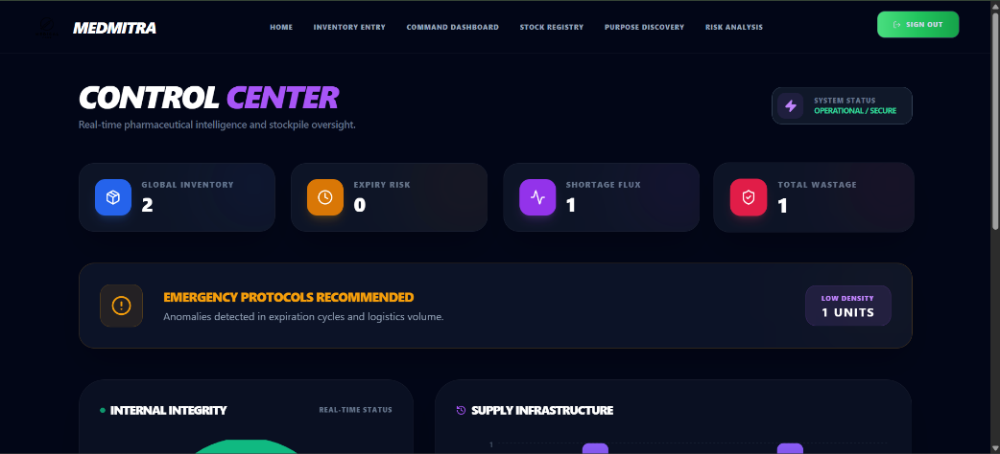 MEDMITRA
HOME INVENTORY ENTRY COMMAND DASHBOARD STOCK REGISTRY PURPOSE DISCOVERY RISK ANALYSIS
SIGN OUT
CONTROL CENTER
Real-time pharmaceutical intelligence and stockpile oversight.
SYSTEM STATUS
OPERATIONAL / SECURE
GLOBAL INVENTORY
2
EXPIRY RISK
0
SHORTAGE FLUX
1
TOTAL WASTAGE
1
EMERGENCY PROTOCOLS RECOMMENDED
Anomalies detected in expiration cycles and logistics volume.
LOW DENSITY
1 UNITS
INTERNAL INTEGRITY
REAL-TIME STATUS
SUPPLY INFRASTRUCTURE
1